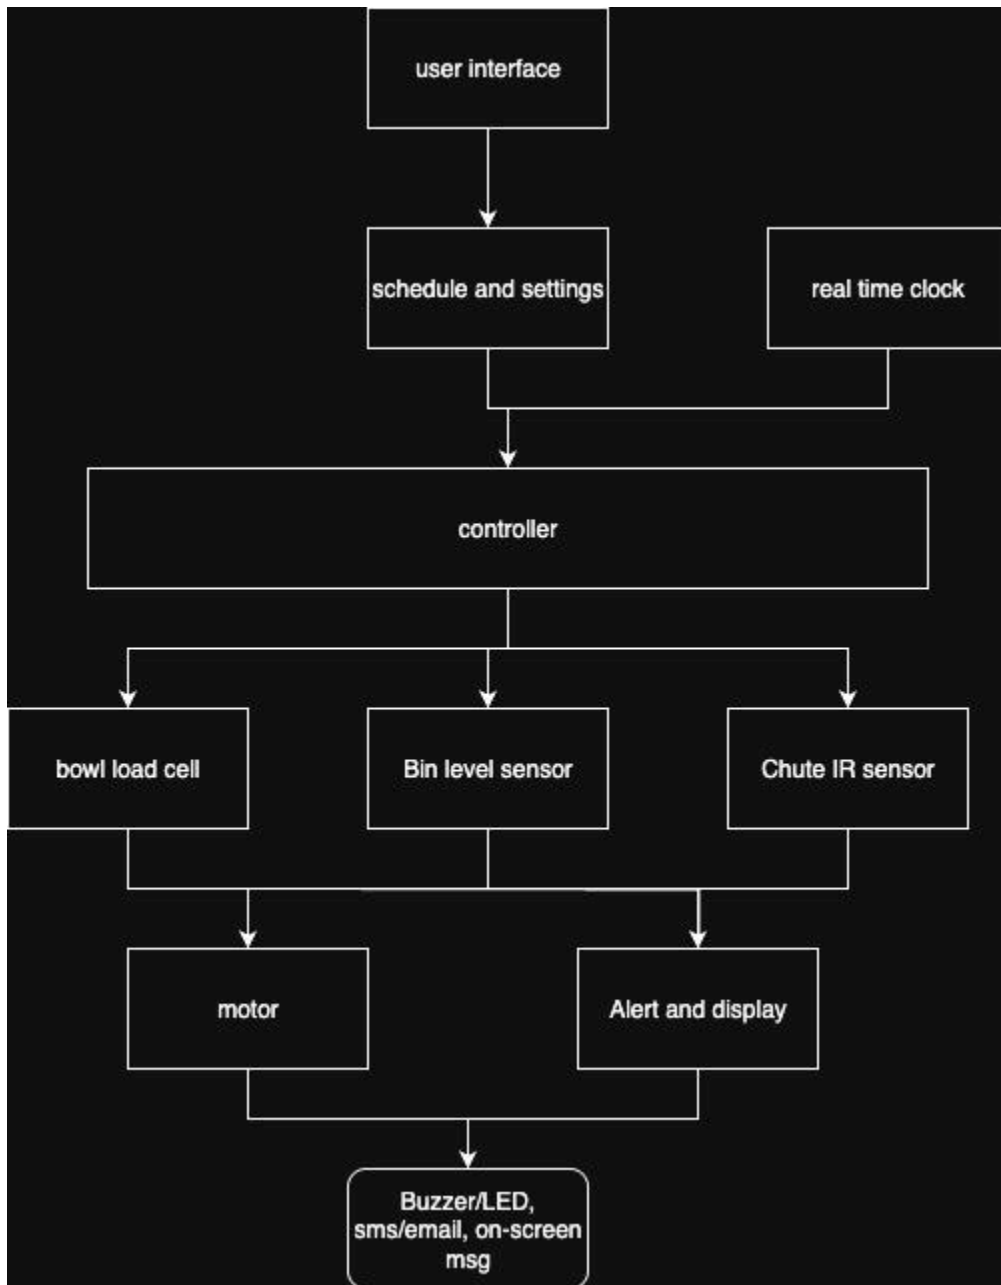 user interface
schedule and settings
real time clock
controller
bowl load cell
Bin level sensor
Chute IR sensor
motor
Alert and display
Buzzer/LED,
sms/email, on-screen
msg